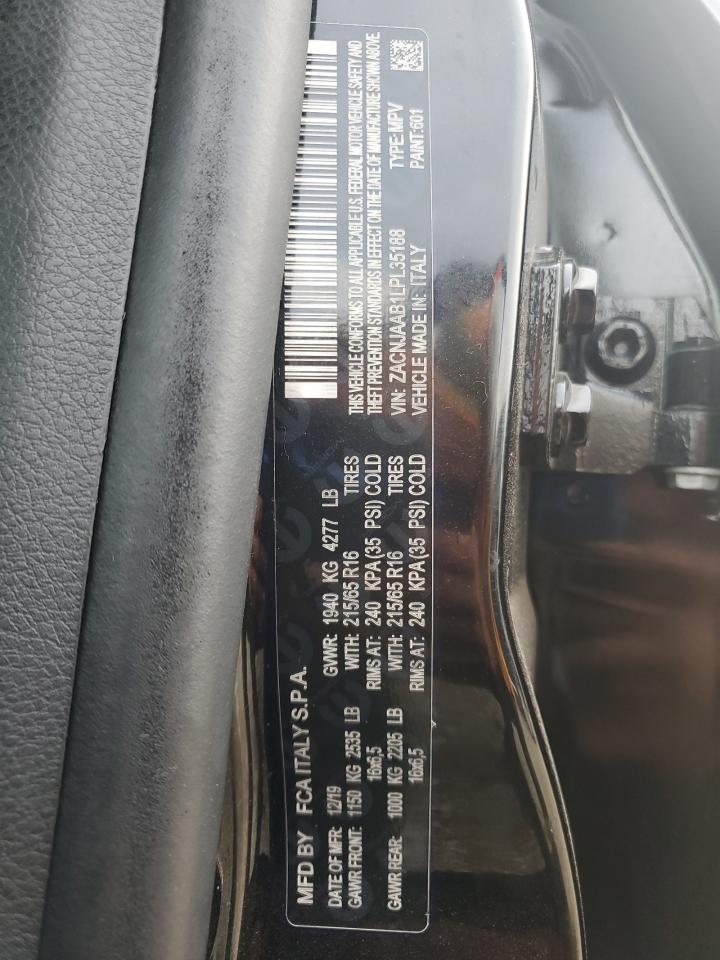 MFD BY FCA ITALY S.P.A.
DATE OF MFR: 12/19 GVWR: 1940 KG 4277 LB
GAWR FRONT: 1150 KG 2535 LB WITH: 215/65 R16 TIRES
16x6,5 RIMS AT: 240 KPA (35 PSI) COLD
GAWR REAR: 1000 KG 2205 LB WITH: 215/65 R16 TIRES
16x6,5 RIMS AT: 240 KPA (35 PSI) COLD
THIS VEHICLE CONFORMS TO ALL APPLICABLE U.S. FEDERAL MOTOR VEHICLE SAFETY AND
THEFT PREVENTION STANDARDS IN EFFECT ON THE DATE OF MANUFACTURE SHOWN ABOVE.
VIN: ZACNJAAB1LPL35188 TYPE: MPV
VEHICLE MADE IN: ITALY PAINT: 601